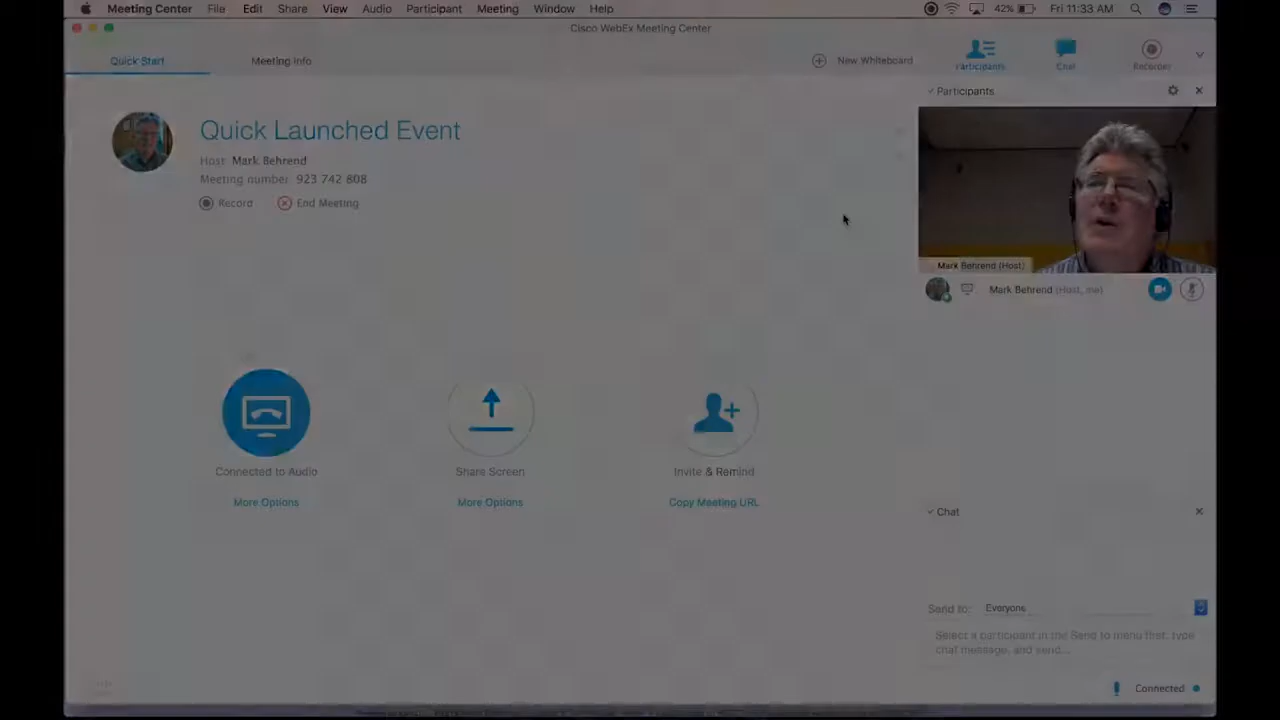 Meeting Center File Edit Share View Audio Participant Meeting Window Help 42% Fri 11:33 AM
Cisco WebEx Meeting Center
Quick Start Meeting Info New Whiteboard Participants Chat Recorder
Participants
Quick Launched Event
Host: Mark Behrend
Meeting number: 923 742 808
Record End Meeting
Mark Behrend (Host)
Mark Behrend (Host, me)
Connected to Audio Share Screen Invite & Remind
More Options More Options Copy Meeting URL
Chat
Send to: Everyone
Select a participant in the Send to menu first, type
chat message, and send...
Connected